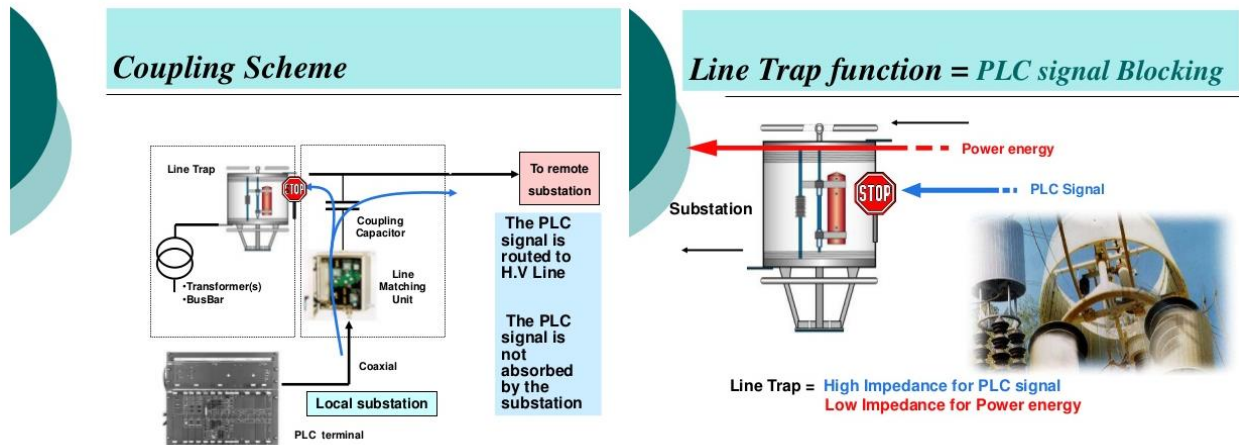 Coupling Scheme
Line Trap
STOP
To remote
substation
Coupling
Capacitor
Line
Matching
Unit
•Transformer(s)
•BusBar
The PLC
signal is
routed to
H.V Line
The PLC
signal is
not
absorbed
by the
substation
Coaxial
Local substation
PLC terminal
Line Trap function = PLC signal Blocking
Power energy
STOP
PLC Signal
Substation
Line Trap = High Impedance for PLC signal
Low Impedance for Power energy